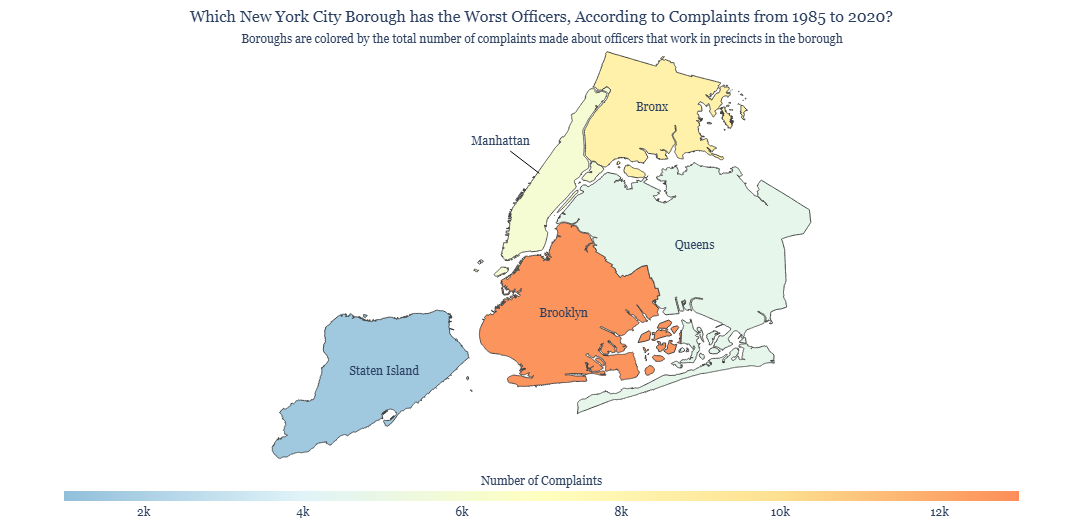 Which New York City Borough has the Worst Officers, According to Complaints from 1985 to 2020?
Boroughs are colored by the total number of complaints made about officers that work in precincts in the borough
Bronx
Manhattan
Queens
Brooklyn
Staten Island
Number of Complaints
2k 4k 6k 8k 10k 12k